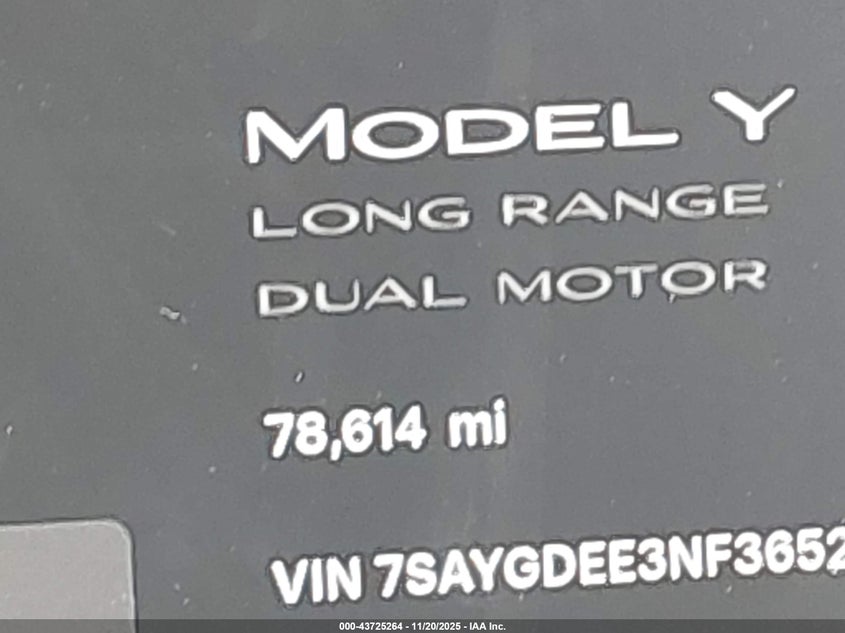 MODEL Y
LONG RANGE
DUAL MOTOR
78,614 mi
VIN 7SAYGDEE3NF3652
000-43725264 - 11/20/2025 - IAA Inc.